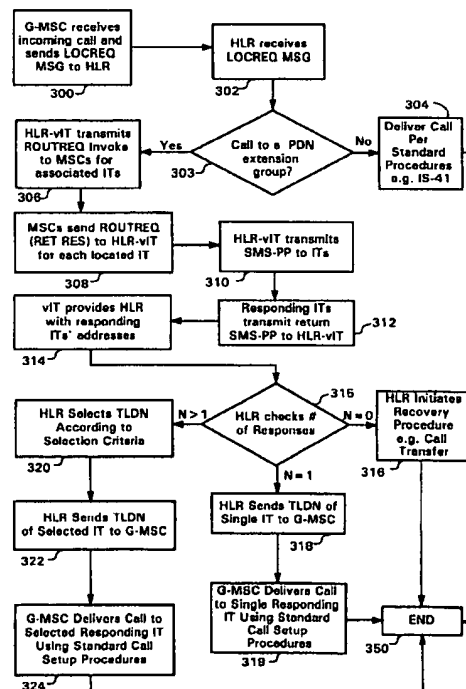 G-MSC receives
incoming call and
sends LOCREQ
MSG to HLR
300
HLR receives
LOCREQ MSG
302
Call to a PDN
extension
group?
303
Yes
No
304
Deliver Call
Per
Standard
Procedures
e.g. IS-41
HLR-vIT transmits
ROUTREQ Invoke
to MSCs for
associated ITs
306
MSCs send ROUTREQ
(RET RES) to HLR-vIT
for each located IT
308
HLR-vIT transmits
SMS-PP to ITs
310
Responding ITs
transmit return
SMS-PP to HLR-vIT
312
vIT provides HLR
with responding
ITs' addresses
314
315
HLR checks #
of Responses
N>1
N=0
N=1
HLR Initiates
Recovery
Procedure
e.g. Call
Transfer
316
HLR Selects TLDN
According to
Selection Criteria
320
HLR Sends TLDN of
Single IT to G-MSC
318
HLR Sends TLDN
of Selected IT to G-MSC
322
G-MSC Delivers Call
to Single Responding
IT Using Standard
Call Setup
Procedures
319
END
350
G-MSC Delivers Call to
Selected Responding IT
Using Standard Call
Setup Procedures
324